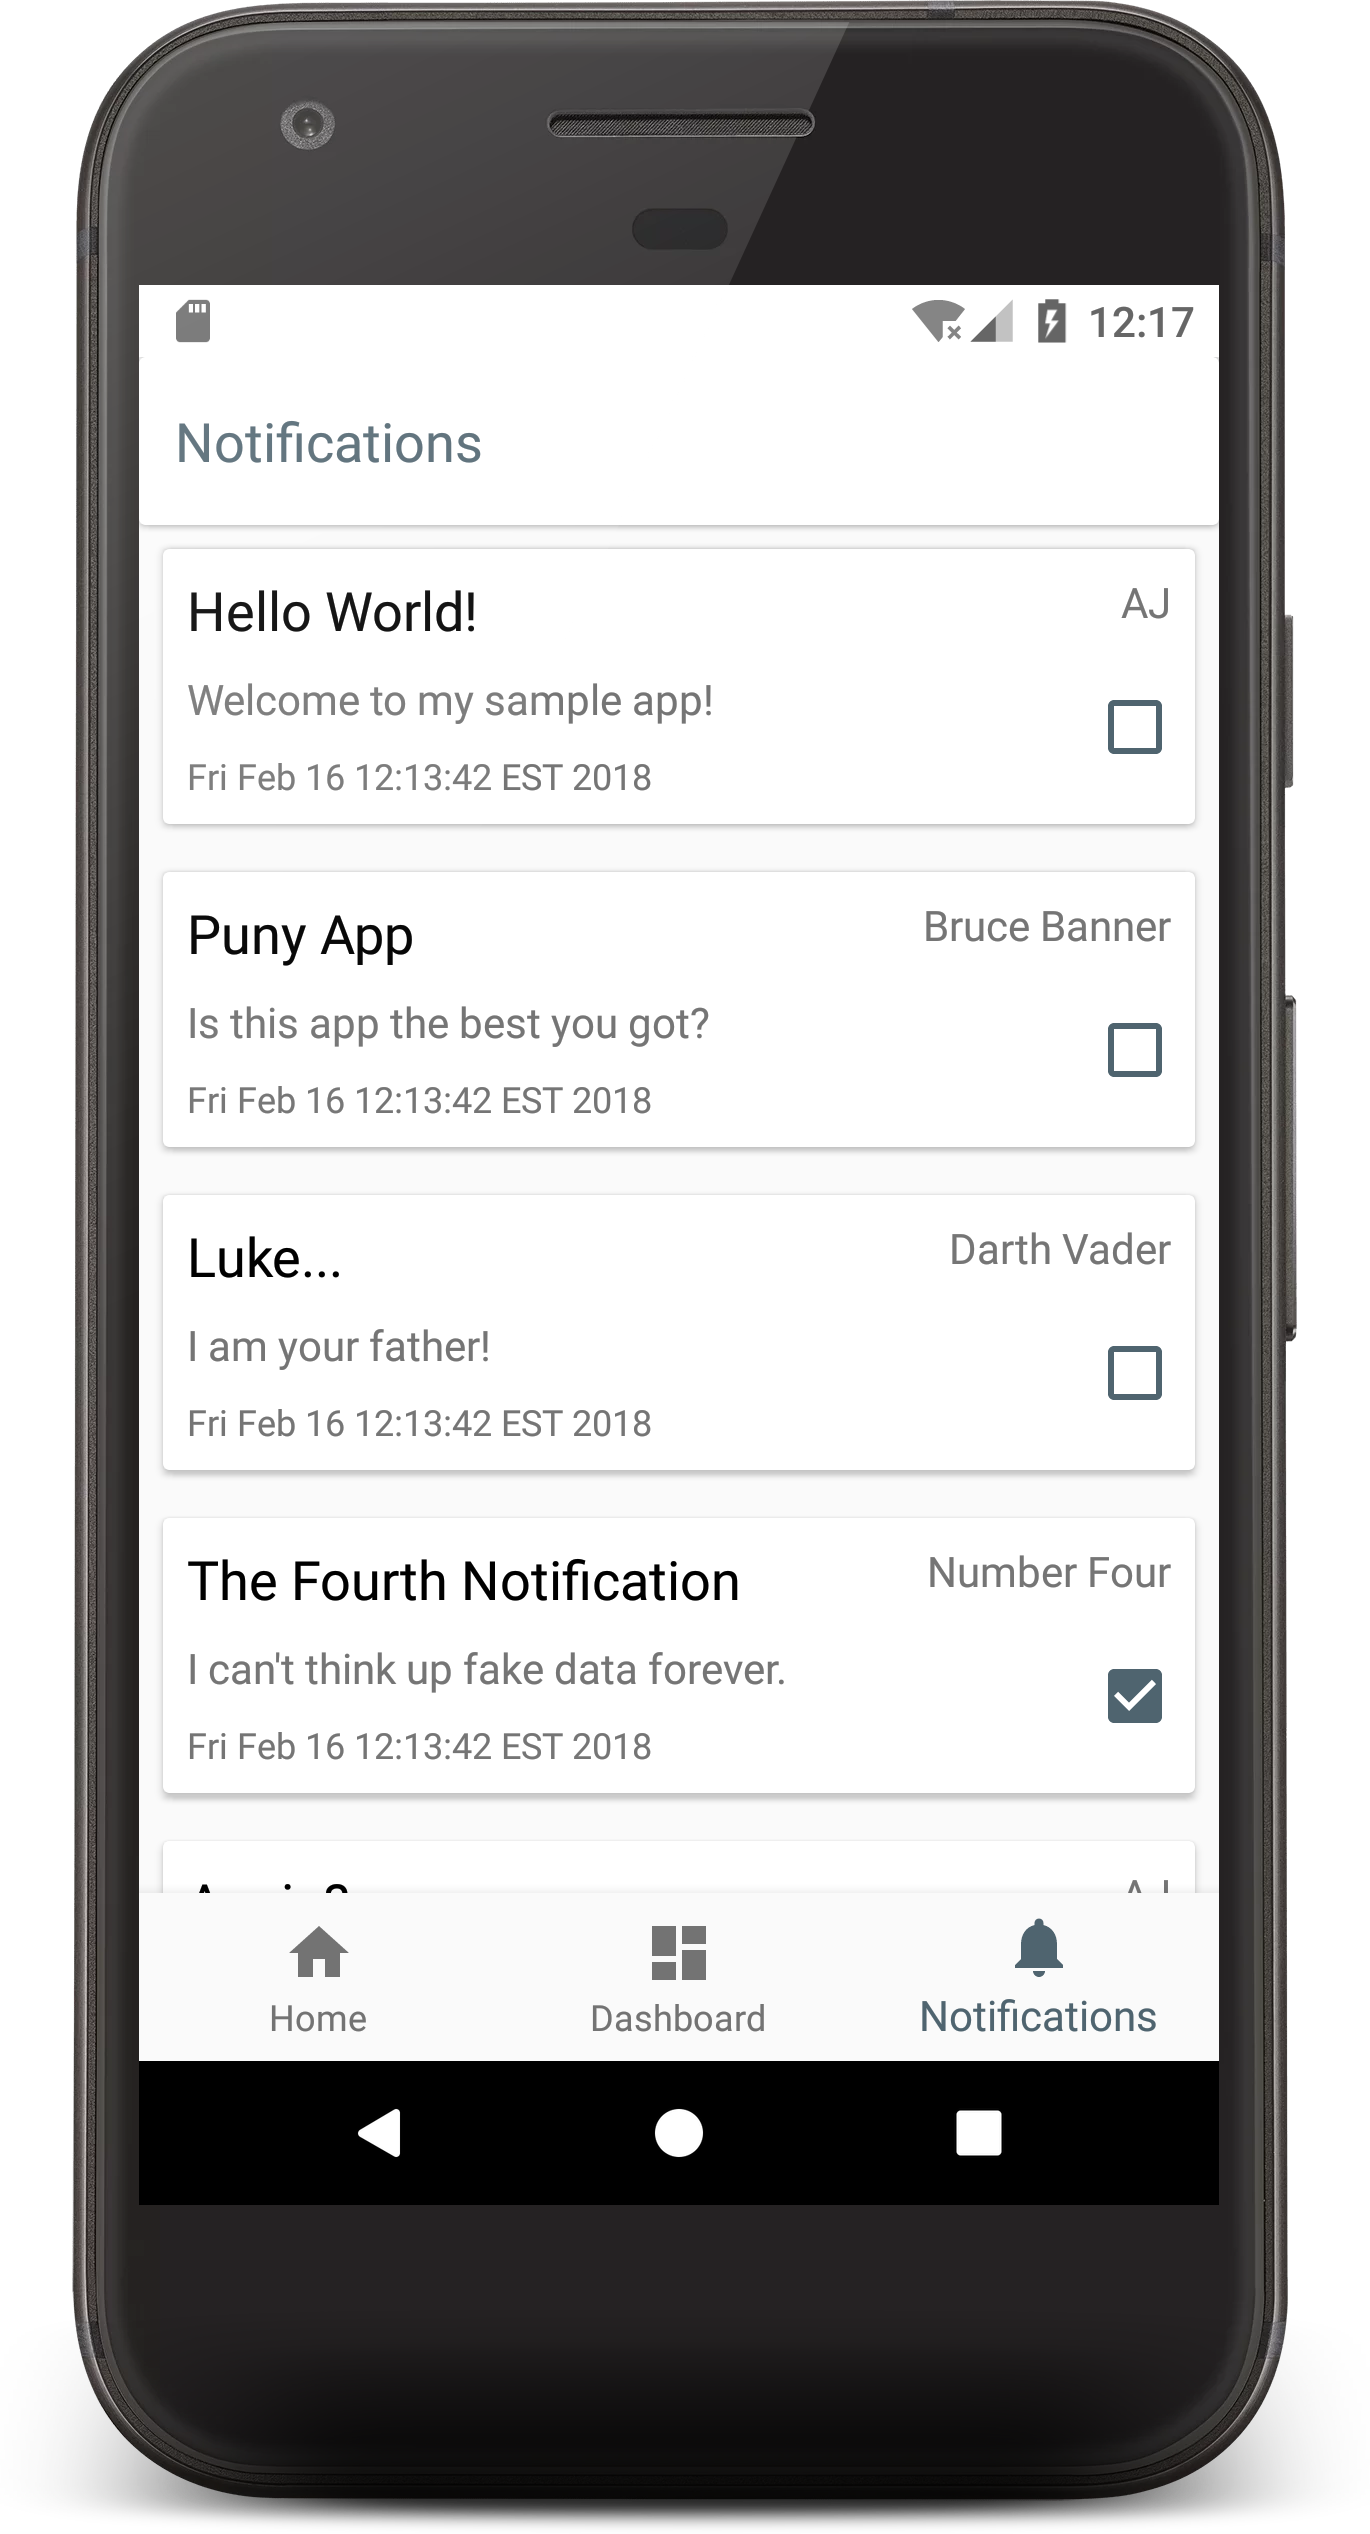 12:17
Notifications
Hello World!
AJ
Welcome to my sample app!
Fri Feb 16 12:13:42 EST 2018
Puny App
Bruce Banner
Is this app the best you got?
Fri Feb 16 12:13:42 EST 2018
Luke...
Darth Vader
I am your father!
Fri Feb 16 12:13:42 EST 2018
The Fourth Notification
Number Four
I can't think up fake data forever.
Fri Feb 16 12:13:42 EST 2018
Home
Dashboard
Notifications